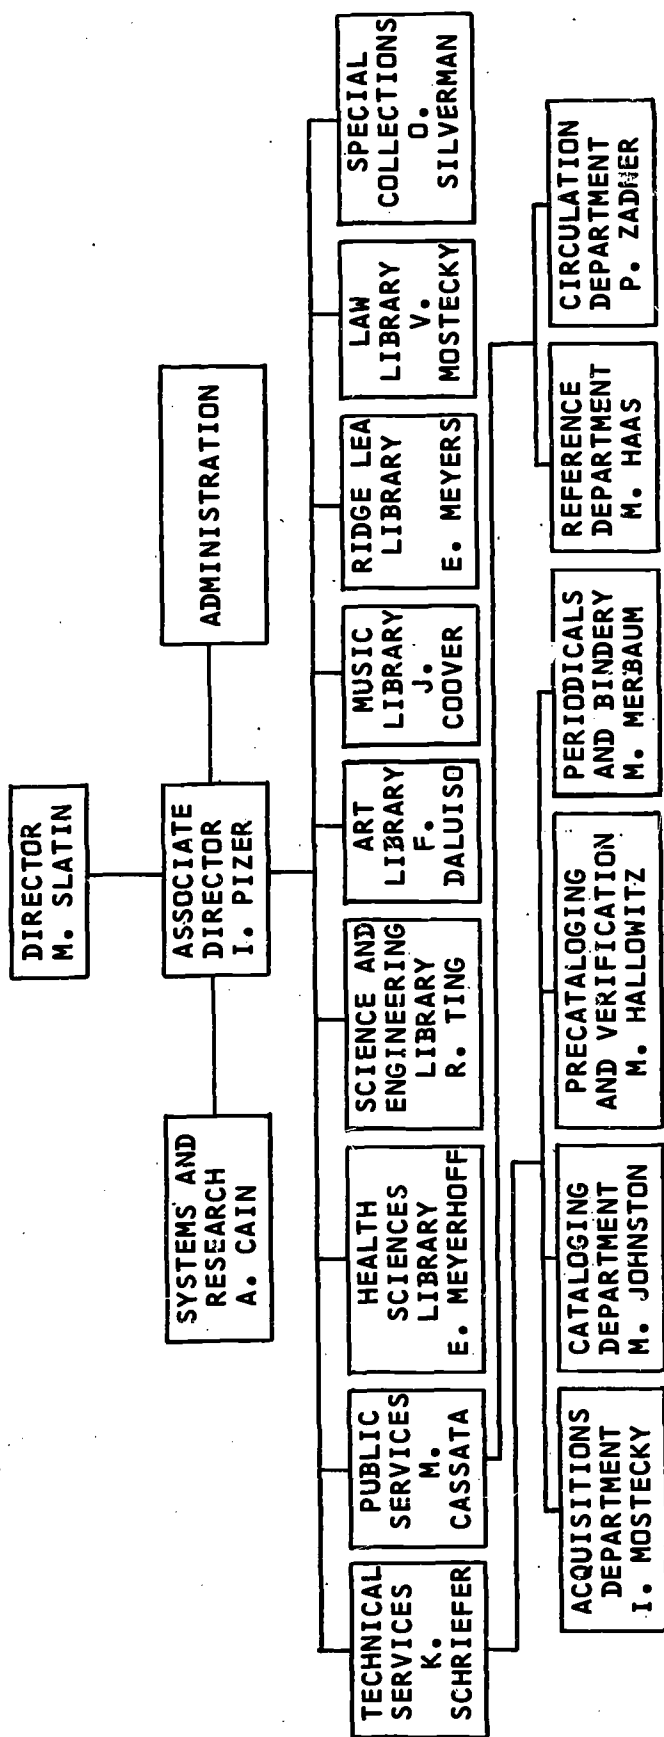 DIRECTOR
M. SLATIN
SYSTEMS AND
RESEARCH
A. CAIN
ASSOCIATE
DIRECTOR
I. PIZER
ADMINISTRATION
TECHNICAL
SERVICES
K.
SCHRIEFER
PUBLIC
SERVICES
M.
CASSATA
HEALTH
SCIENCES
LIBRARY
E. MEYERHOFF
SCIENCE AND
ENGINEERING
LIBRARY
R. TING
ART
LIBRARY
F.
DALUISO
MUSIC
LIBRARY
J.
COOVER
RIDGE LEA
LIBRARY
E. MEYERS
LAW
LIBRARY
V.
MOSTECKY
SPECIAL
COLLECTIONS
O.
SILVERMAN
ACQUISITIONS
DEPARTMENT
I. MOSTECKY
CATALOGING
DEPARTMENT
M. JOHNSTON
PRECATALOGING
AND VERIFICATION
M. HALLOWITZ
PERIODICALS
AND BINDERY
M. MERBAUM
REFERENCE
DEPARTMENT
M. HAAS
CIRCULATION
DEPARTMENT
P. ZADNER